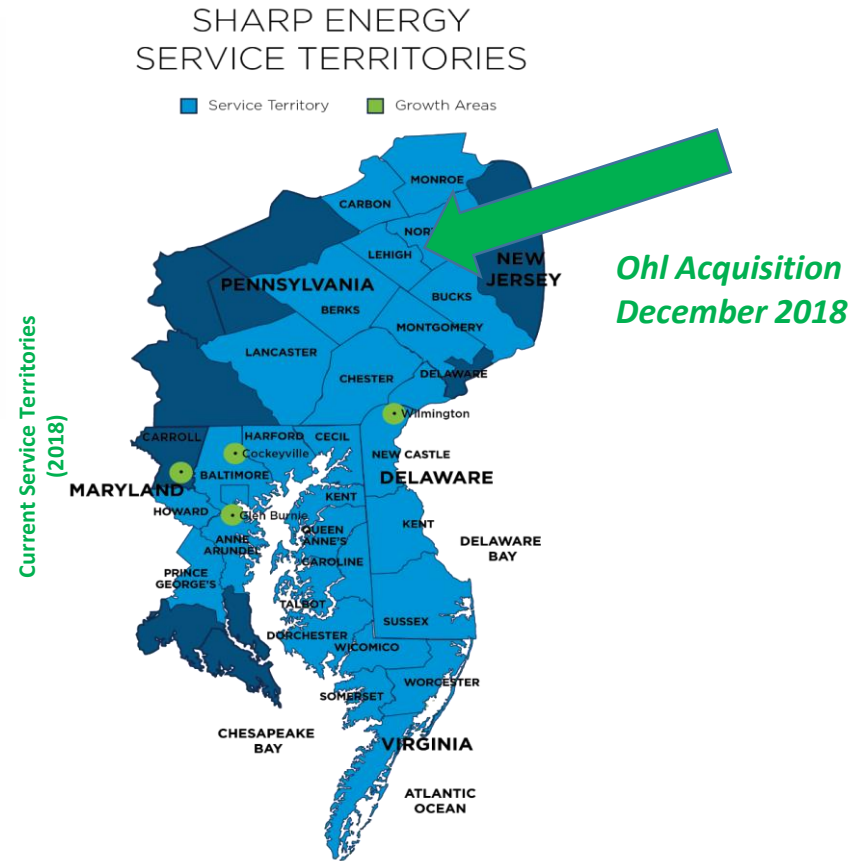 SHARP ENERGY
SERVICE TERRITORIES
Service Territory
Growth Areas
MONROE
CARBON
LEHIGH
NEW
JERSEY
PENNSYLVANIA
BUCKS
BERKS
MONTGOMERY
LANCASTER
CHESTER
DELAWARE
Wilmington
Ohl Acquisition
December 2018
Current Service Territories
(2018)
CARROLL
HARFORD
CECIL
Cockeyville
NEW CASTLE
BALTIMORE
DELAWARE
MARYLAND
KENT
HOWARD
Glen Burnie
KENT
QUEEN
ANNE'S
ANNE
ARUNDEL
DELAWARE
BAY
CAROLINE
PRINCE
GEORGE'S
TALBOT
SUSSEX
DORCHESTER
WICOMICO
WORCESTER
SOMERSET
CHESAPEAKE
BAY
VIRGINIA
ATLANTIC
OCEAN